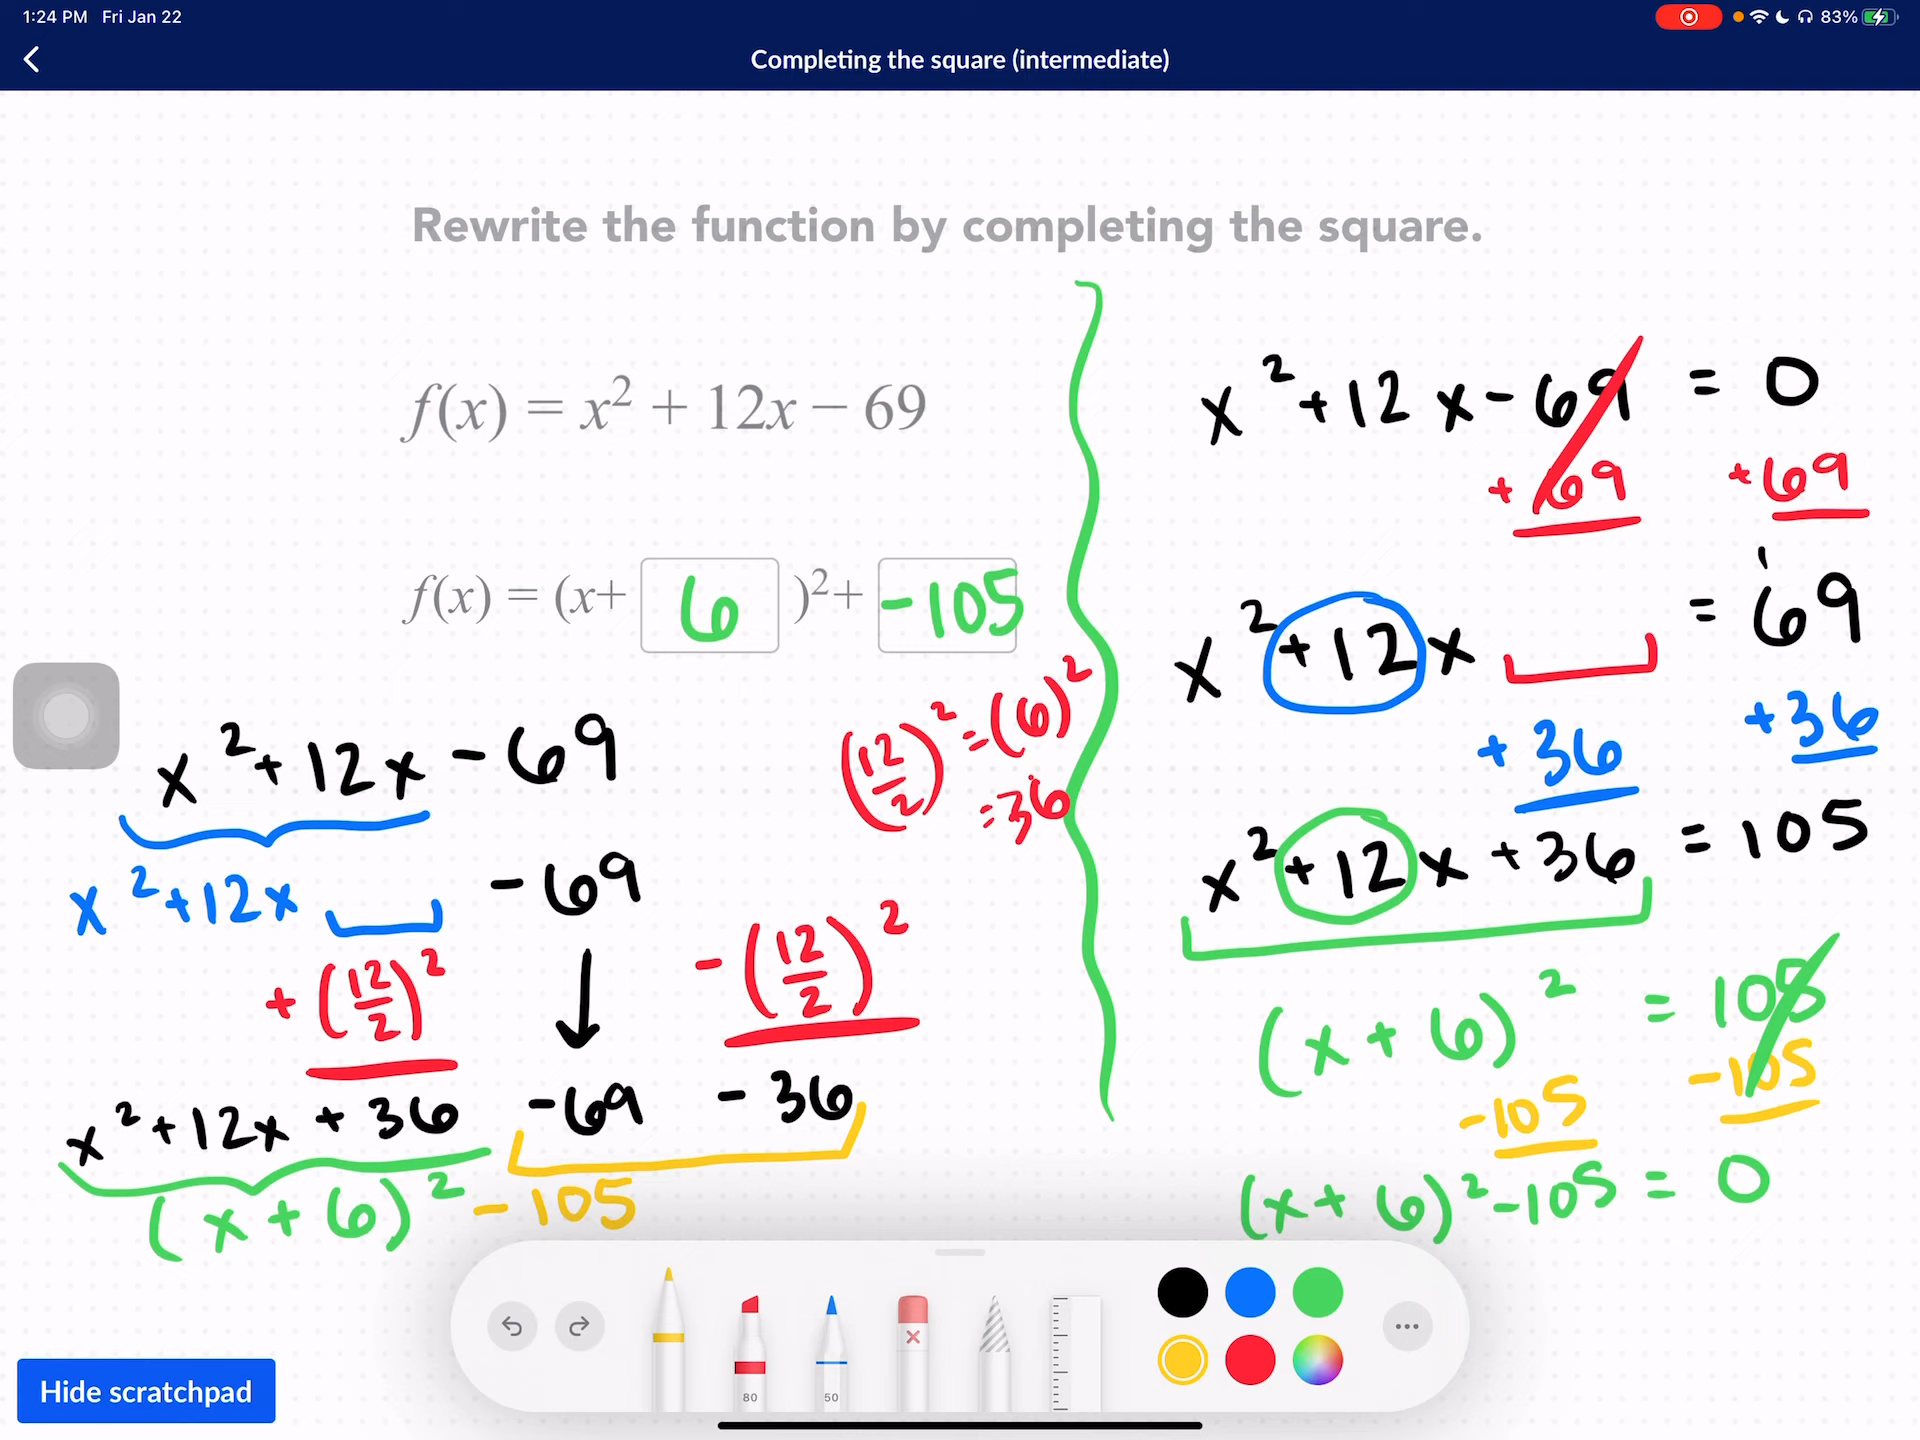 1:24 PM Fri Jan 22
83%
Completing the square (intermediate)
Rewrite the function by completing the square.
f(x) = x² + 12x − 69
f(x) = (x+ 6 )²+ -105
x² + 12x - 69
(12/2)² = (6)²
= 36
x² + 12x - 69
+ (12/2)² - (12/2)²
x² + 12x + 36 - 69 - 36
(x + 6)² - 105
x² + 12x - 69 = 0
+ 69 + 69
x² + 12x = 69
+ 36 + 36
1
x² + 12x + 36 = 105
(x + 6)² = 105
-105 -105
(x + 6)² - 105 = 0
80 50
Hide scratchpad